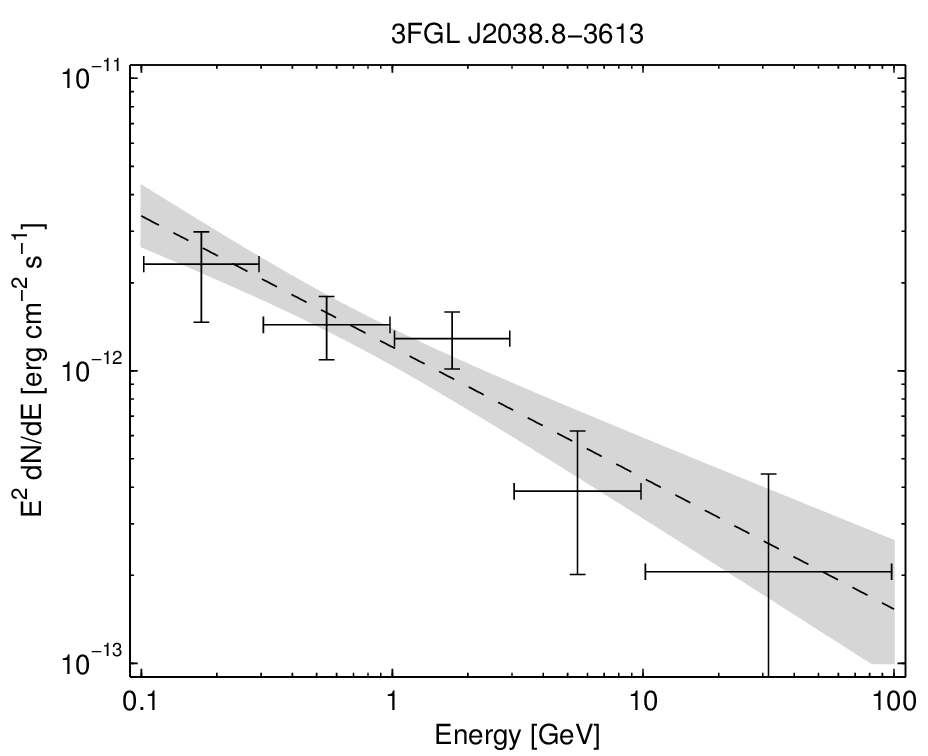 3FGL J2038.8−3613
10⁻¹¹
10⁻¹²
10⁻¹³
E² dN/dE [erg cm⁻² s⁻¹]
0.1 1 10 100
Energy [GeV]